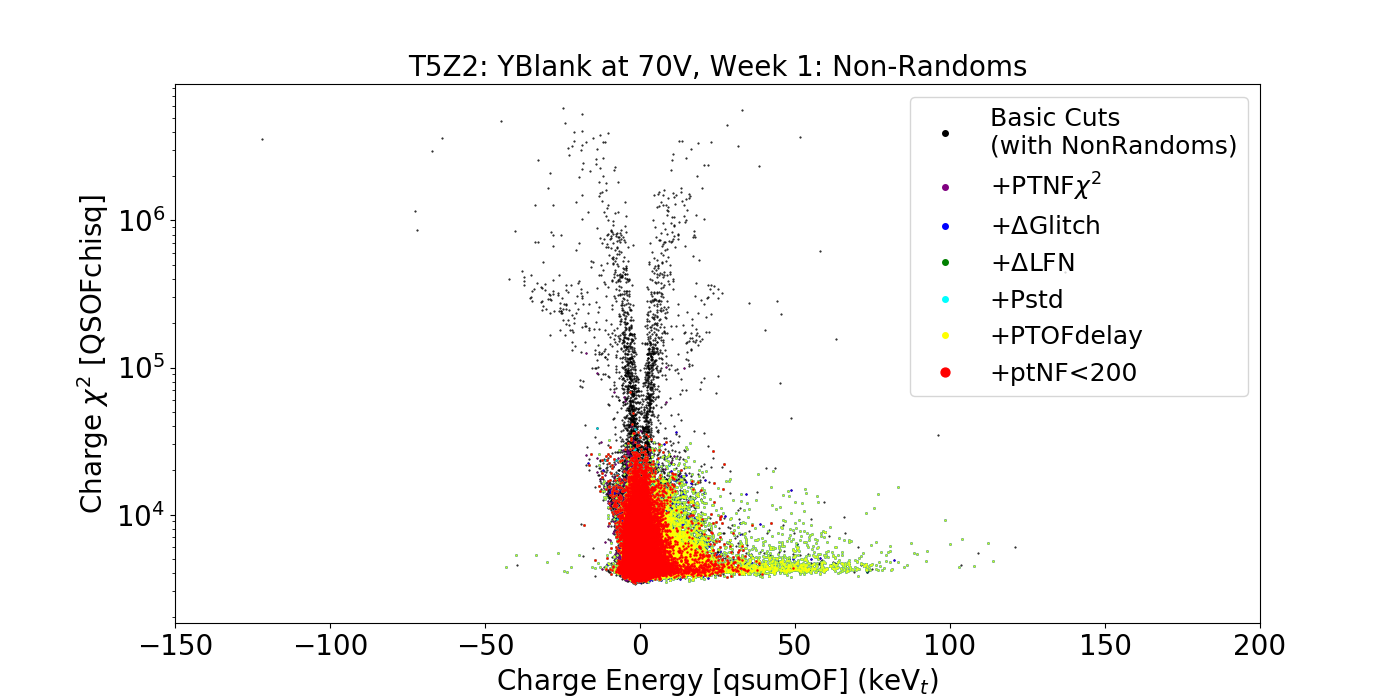 T5Z2: YBlank at 70V, Week 1: Non-Randoms
Basic Cuts
(with NonRandoms)
+PTNFχ²
+ΔGlitch
+ΔLFN
+Pstd
+PTOFdelay
+ptNF<200
Charge χ² [QSOFchisq]
10⁶
10⁵
10⁴
−150 −100 −50 0 50 100 150 200
Charge Energy [qsumOF] (keVₜ)